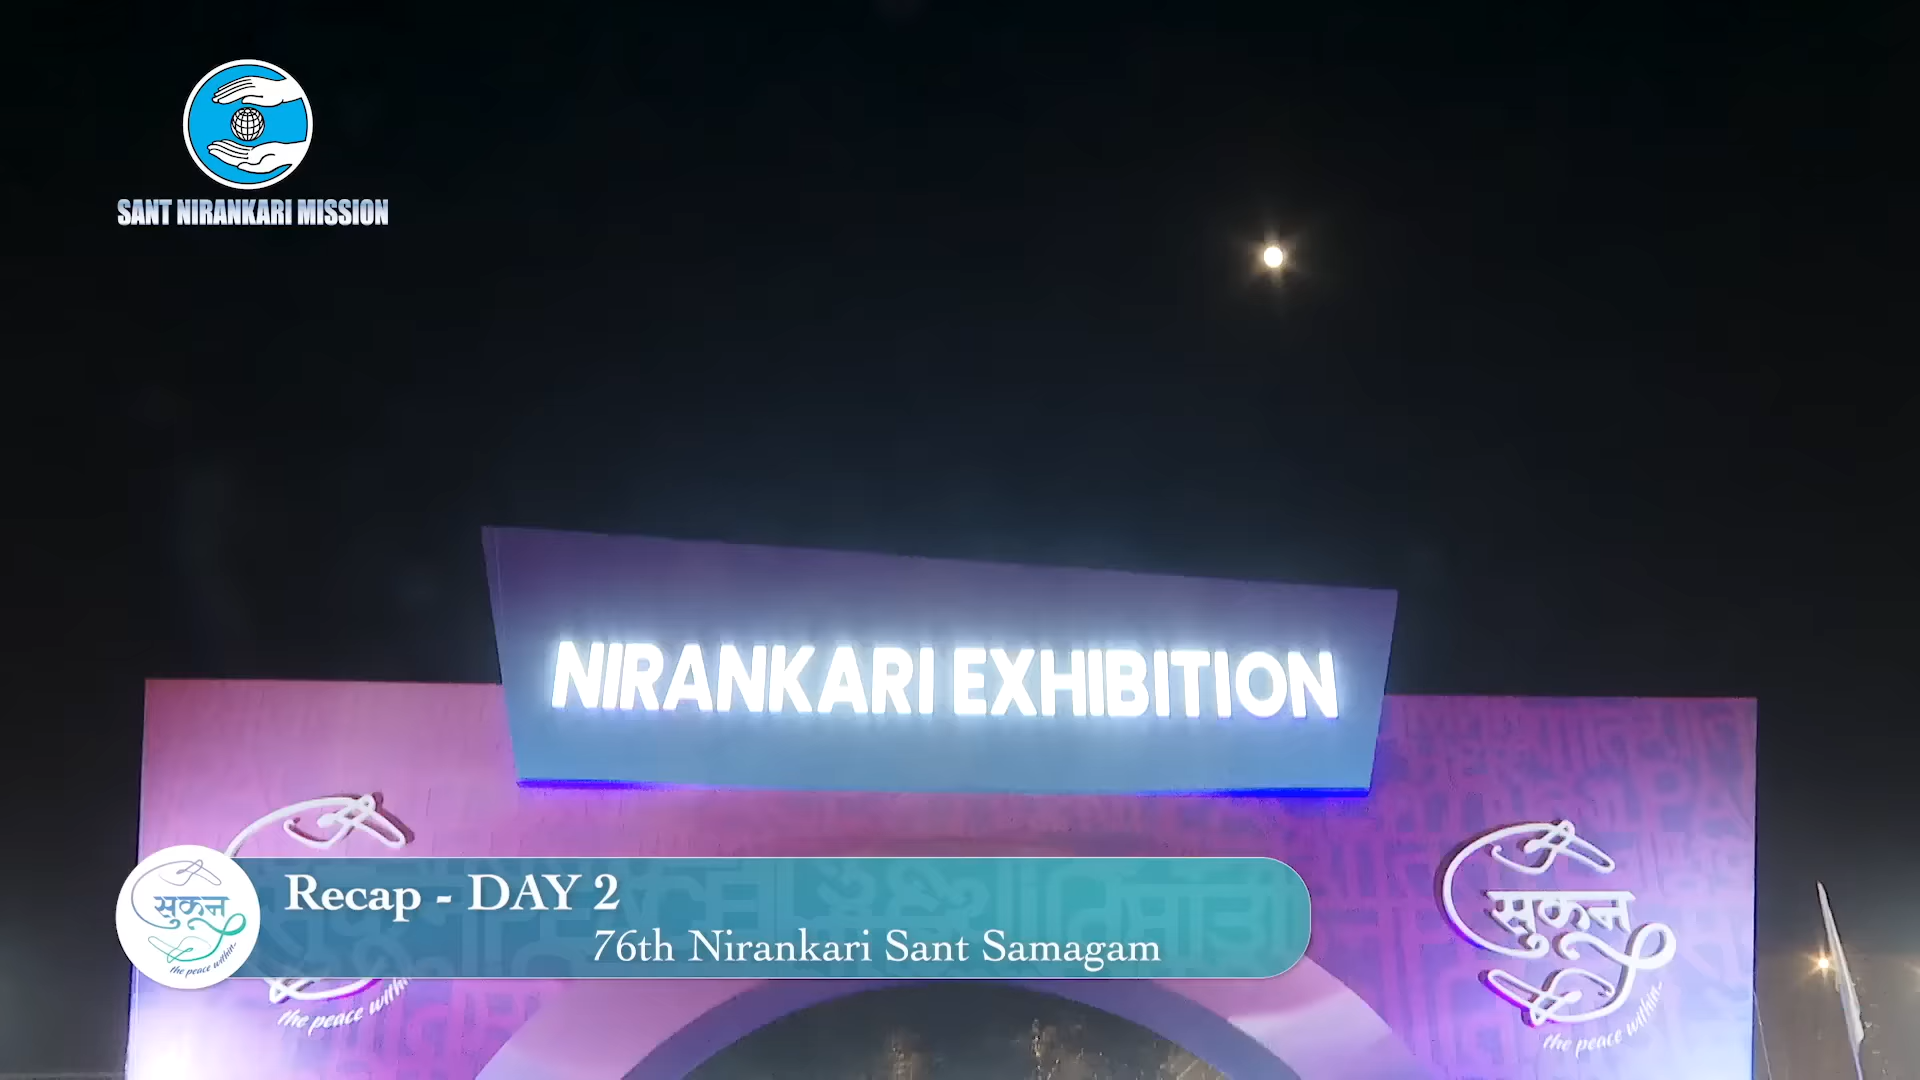 SANT NIRANKARI MISSION
NIRANKARI EXHIBITION
Recap - DAY 2
76th Nirankari Sant Samagam
सुकून
the peace within..
the peace within
सुकून
the peace within..